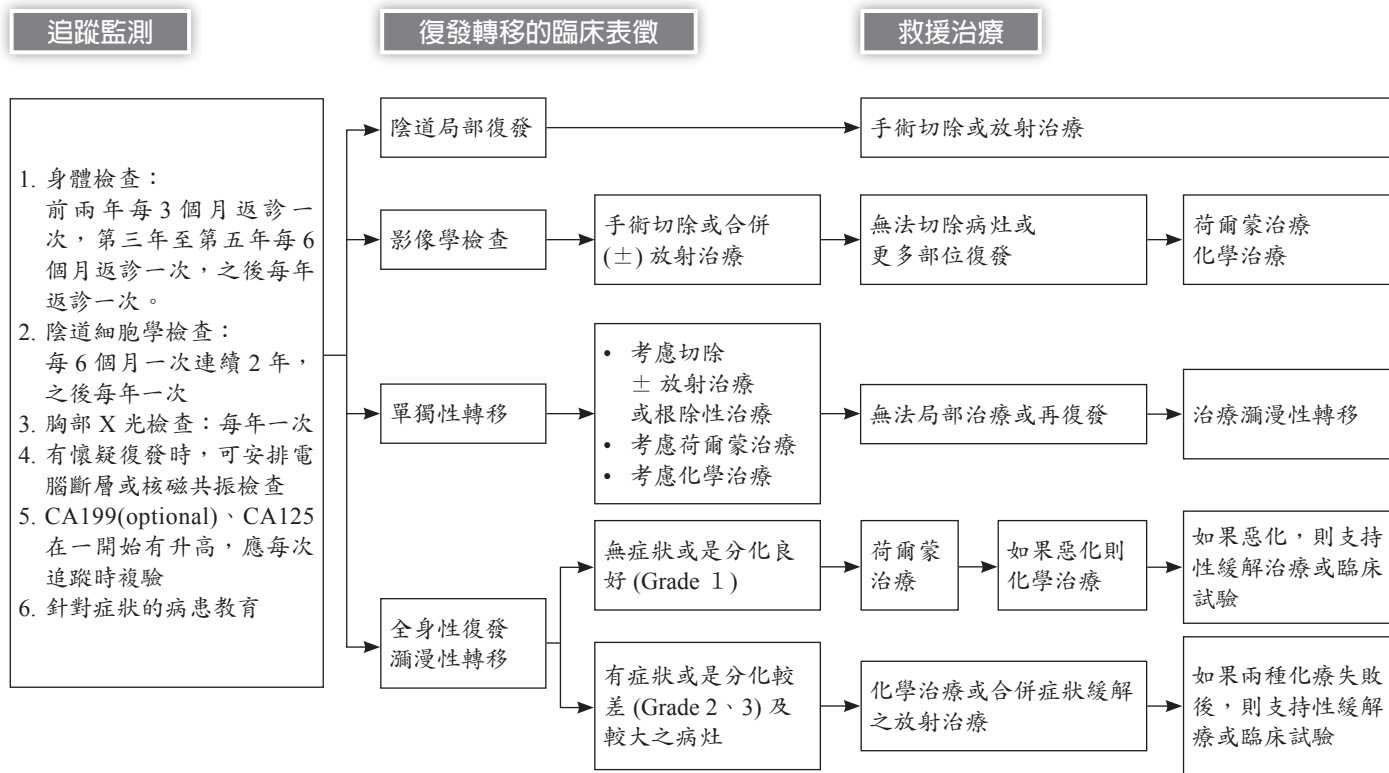 追蹤監測
復發轉移的臨床表徵
救援治療
1. 身體檢查：
前兩年每3個月返診一
次，第三年至第五年每6
個月返診一次，之後每年
返診一次。
2. 陰道細胞學檢查：
每6個月一次連續2年，
之後每年一次
3. 胸部X光檢查：每年一次
4. 有懷疑復發時，可安排電
腦斷層或核磁共振檢查
5. CA199(optional)、CA125
在一開始有升高，應每次
追蹤時複驗
6. 針對症狀的病患教育
陰道局部復發
手術切除或放射治療
影像學檢查
手術切除或合併
(±) 放射治療
無法切除病灶或
更多部位復發
荷爾蒙治療
化學治療
單獨性轉移
• 考慮切除
± 放射治療
或根除性治療
• 考慮荷爾蒙治療
• 考慮化學治療
無法局部治療或再復發
治療瀰漫性轉移
全身性復發
瀰漫性轉移
無症狀或是分化良
好 (Grade 1)
荷爾蒙
治療
如果惡化則
化學治療
如果惡化，則支持
性緩解治療或臨床
試驗
有症狀或是分化較
差 (Grade 2、3) 及
較大之病灶
化學治療或合併症狀緩解
之放射治療
如果兩種化療失敗
後，則支持性緩解
療或臨床試驗